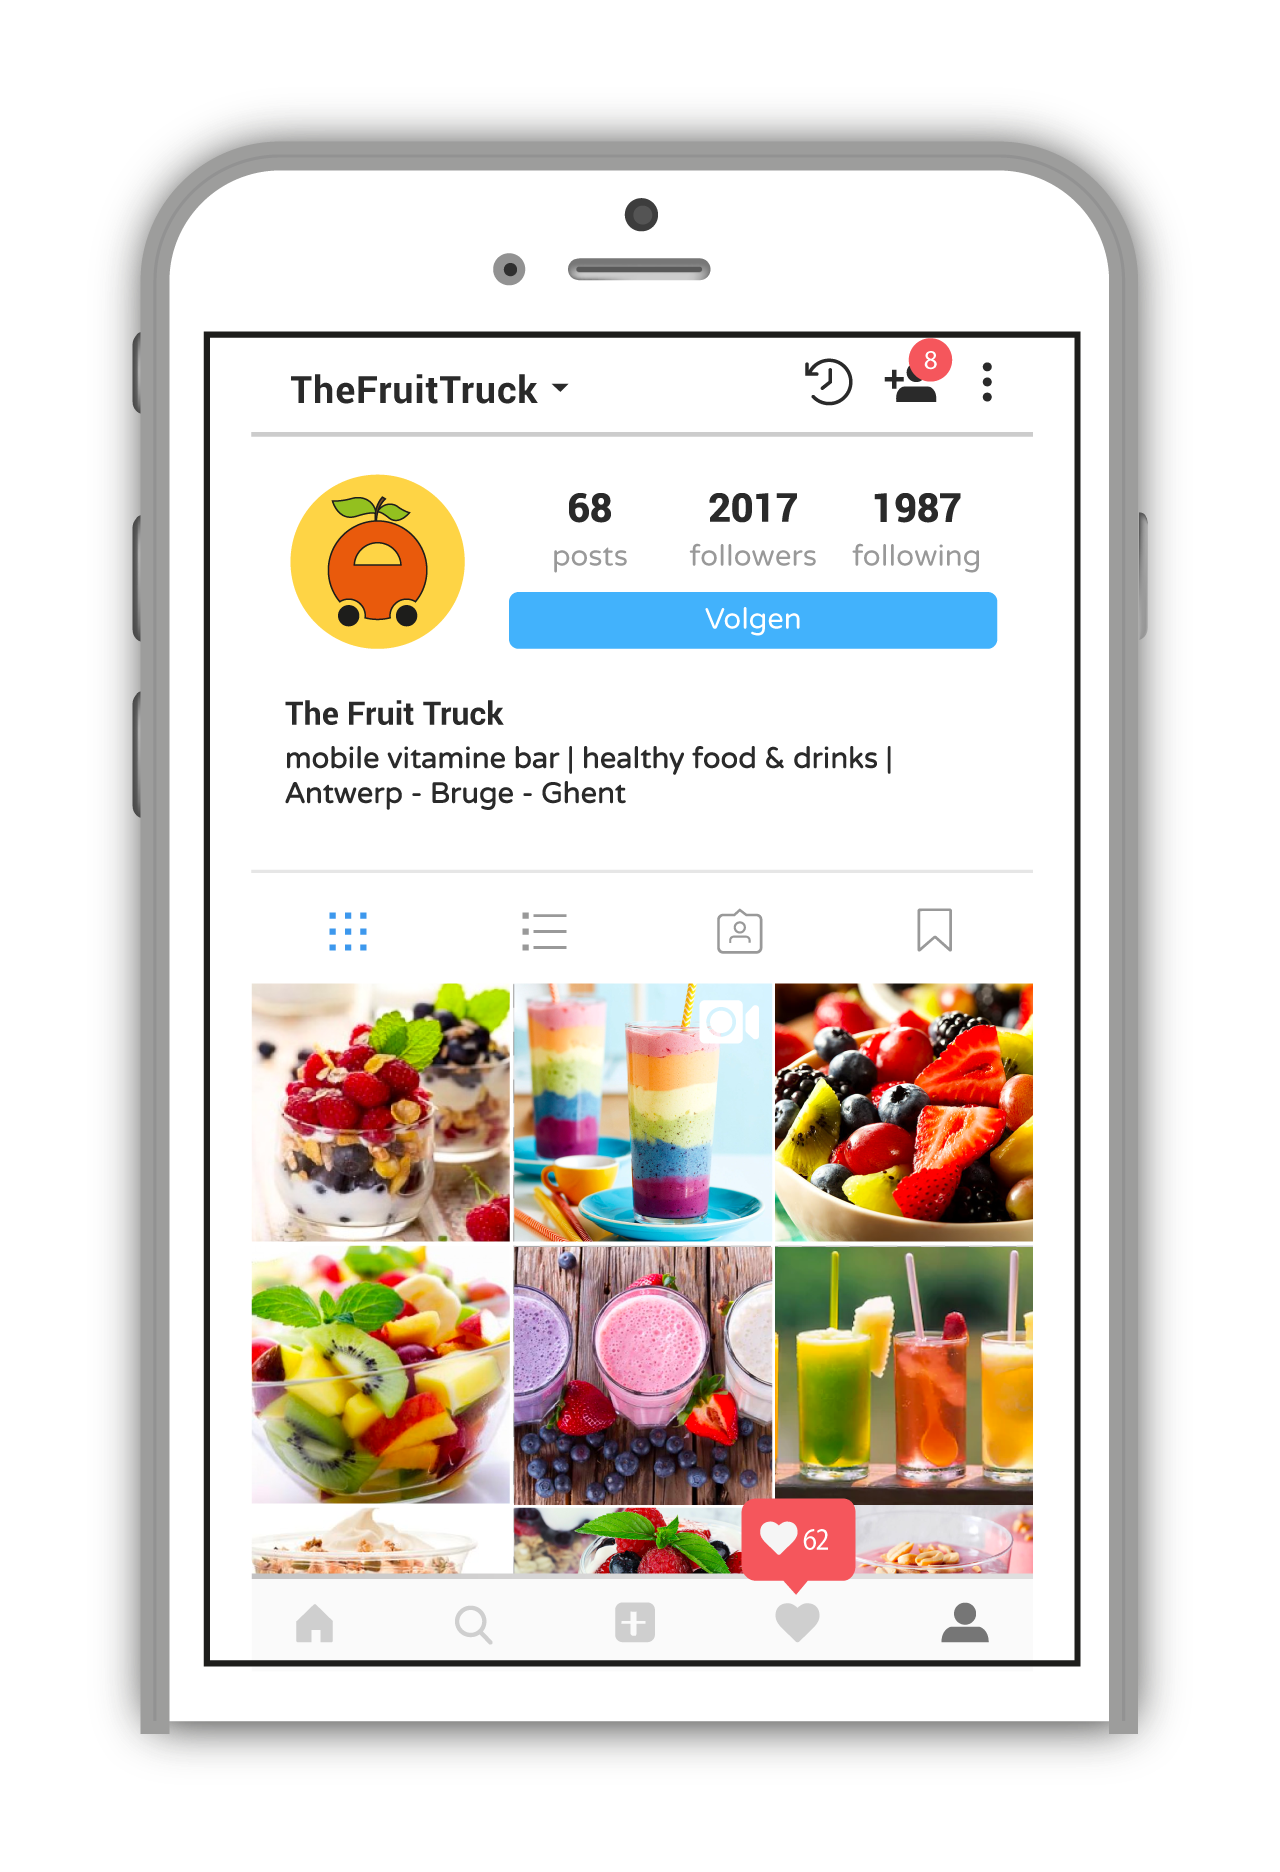 TheFruitTruck
8
68 2017 1987
posts followers following
Volgen
The Fruit Truck
mobile vitamine bar | healthy food & drinks |
Antwerp - Bruge - Ghent
62